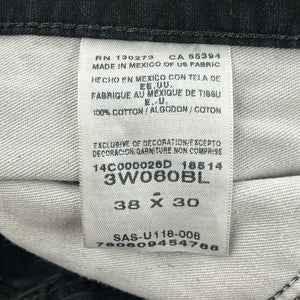 RN 130273 CA 55394
MADE IN MEXICO OF US FABRIC
HECHO EN MEXICO CON TELA DE
EE.UU.
FABRIQUE AU MEXIQUE DE TISSU
E.-U.
100% COTTON / ALGODON / COTON
EXCLUSIVE OF DECORATION/EXCEPTO
DECORACION/GARNITURE NON COMPRISE
14C000026D 18514
3W060BL
-
38 X 30
SAS-U118-008
760809454768